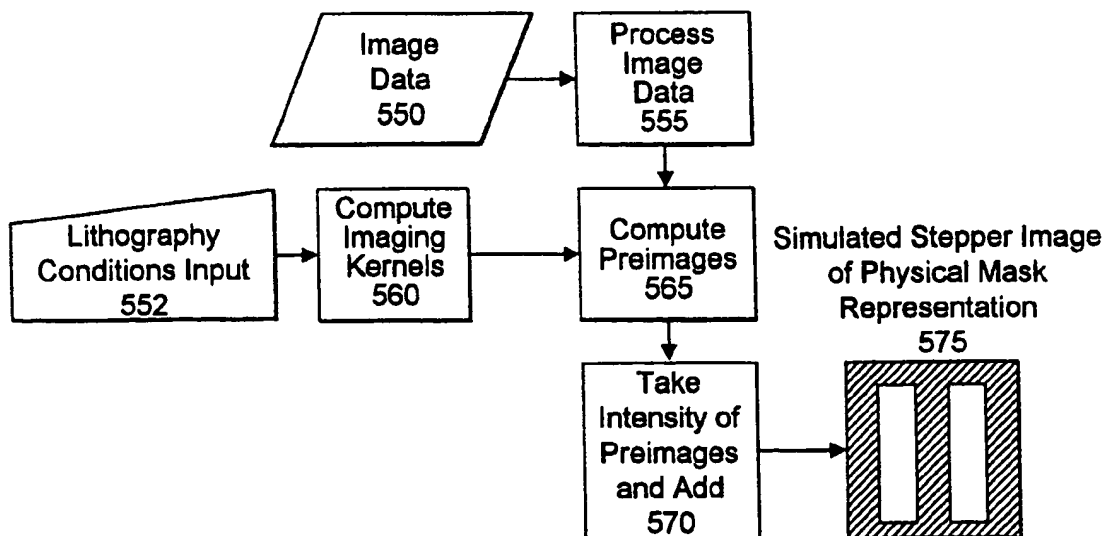 Image
Data
550
Process
Image
Data
555
Lithography
Conditions Input
552
Compute
Imaging
Kernels
560
Compute
Preimages
565
Simulated Stepper Image
of Physical Mask
Representation
575
Take
Intensity of
Preimages
and Add
570